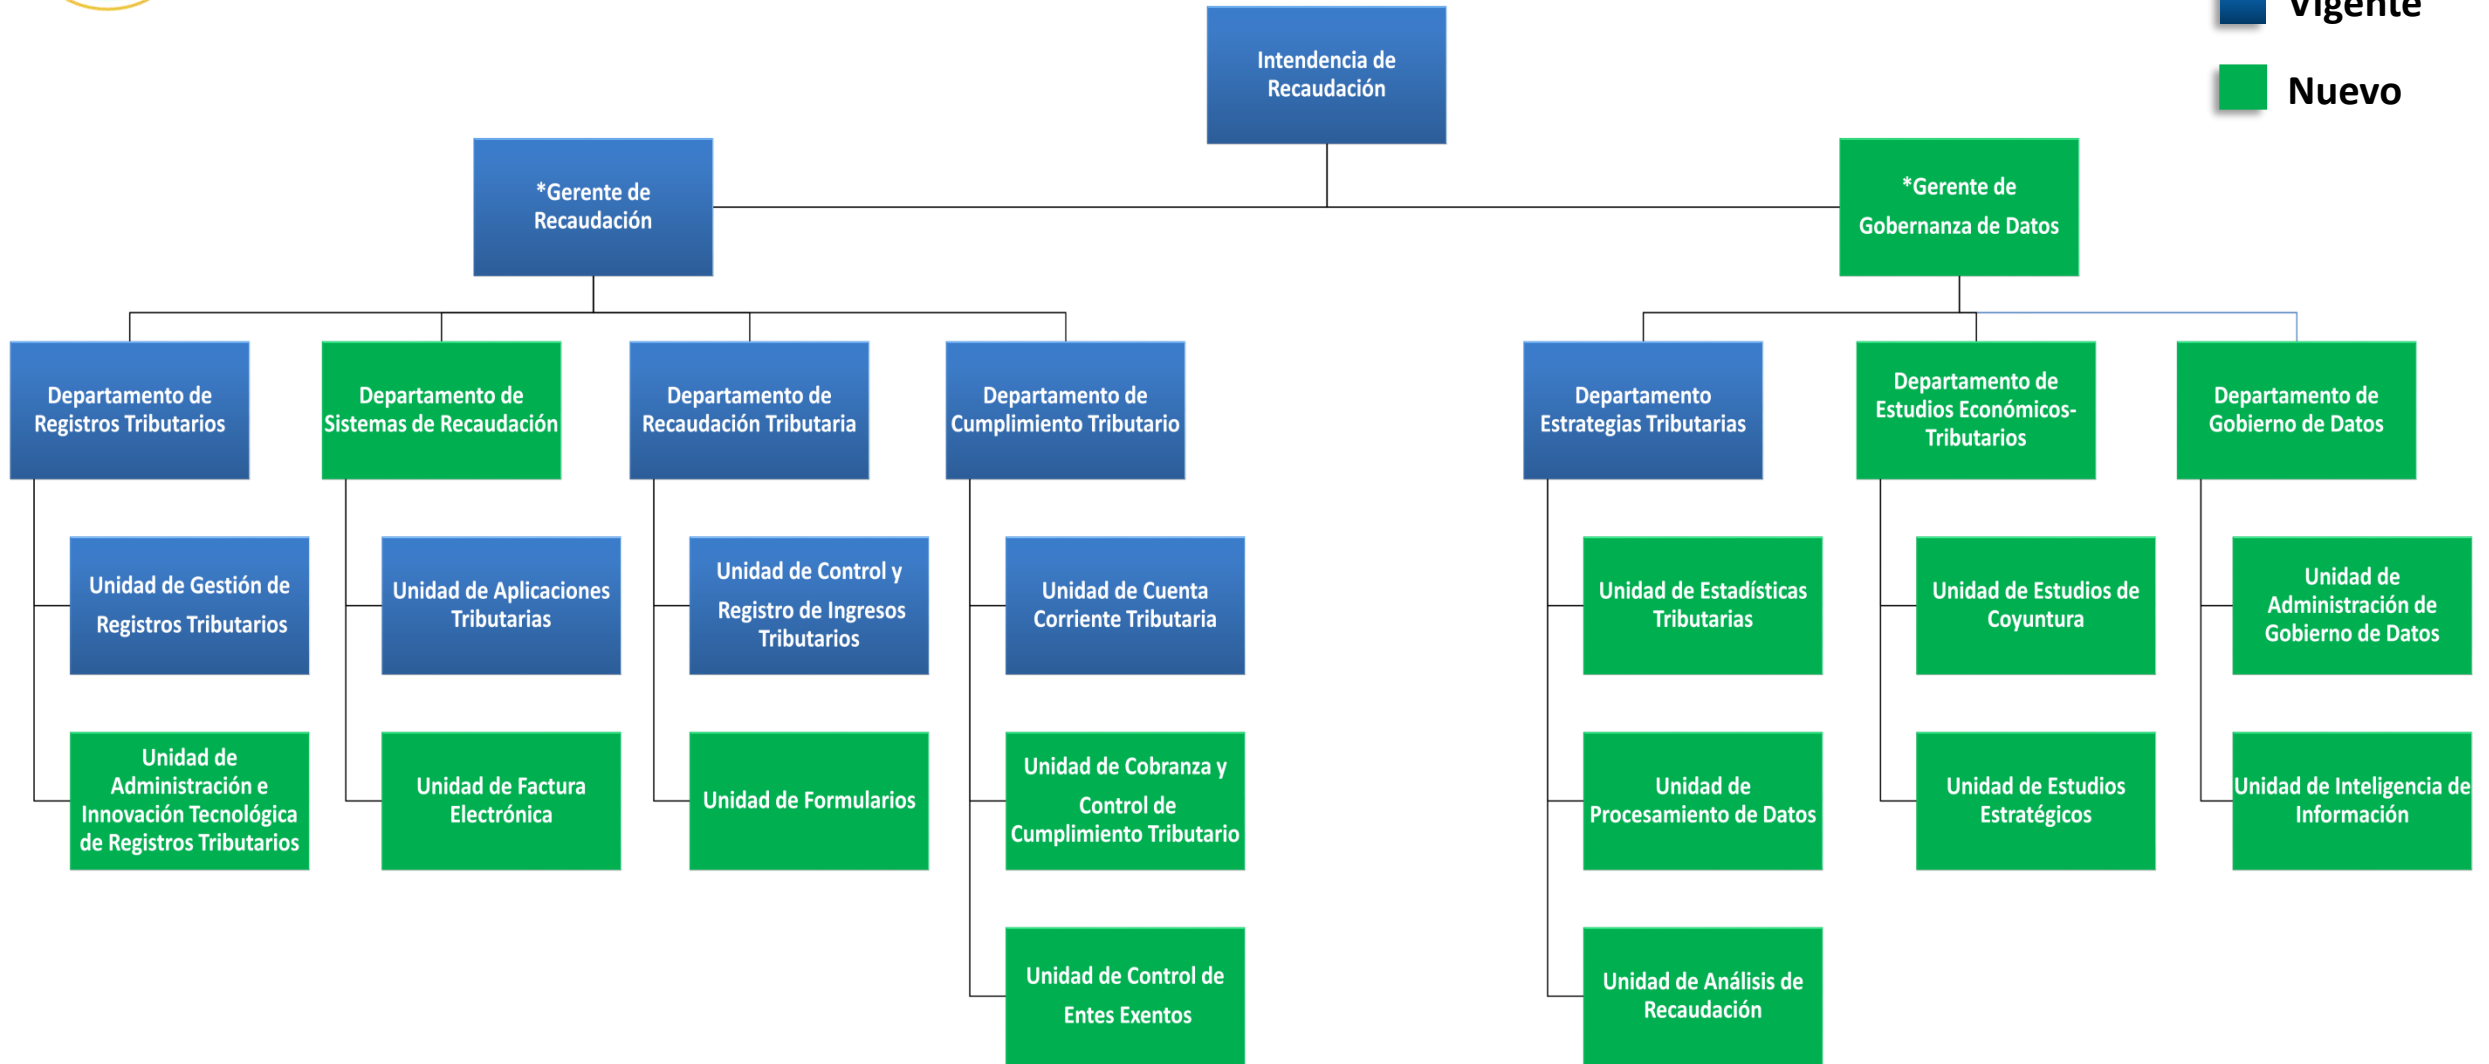 Vigente
Nuevo
Intendencia de
Recaudación
*Gerente de
Recaudación
*Gerente de
Gobernanza de Datos
Departamento de
Registros Tributarios
Departamento de
Sistemas de Recaudación
Departamento de
Recaudación Tributaria
Departamento de
Cumplimiento Tributario
Departamento
Estrategias Tributarias
Departamento de
Estudios Económicos-
Tributarios
Departamento de
Gobierno de Datos
Unidad de Gestión de
Registros Tributarios
Unidad de Aplicaciones
Tributarias
Unidad de Control y
Registro de Ingresos
Tributarios
Unidad de Cuenta
Corriente Tributaria
Unidad de Estadísticas
Tributarias
Unidad de Estudios de
Coyuntura
Unidad de
Administración de
Gobierno de Datos
Unidad de
Administración e
Innovación Tecnológica
de Registros Tributarios
Unidad de Factura
Electrónica
Unidad de Formularios
Unidad de Cobranza y
Control de
Cumplimiento Tributario
Unidad de
Procesamiento de Datos
Unidad de Estudios
Estratégicos
Unidad de Inteligencia de
Información
Unidad de Control de
Entes Exentos
Unidad de Análisis de
Recaudación